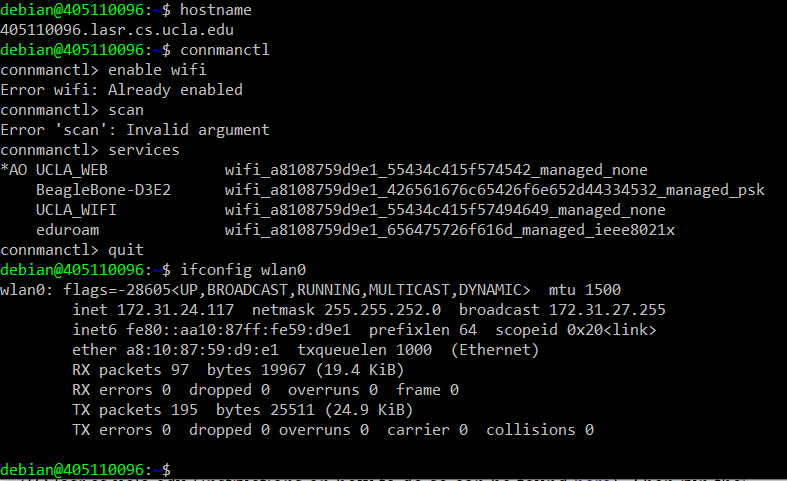 debian@405110096:~$ hostname
405110096.lasr.cs.ucla.edu
debian@405110096:~$ connmanctl
connmanctl> enable wifi
Error wifi: Already enabled
connmanctl> scan
Error 'scan': Invalid argument
connmanctl> services
*AO UCLA_WEB             wifi_a8108759d9e1_55434c415f574542_managed_none
    BeagleBone-D3E2      wifi_a8108759d9e1_426561676c65426f6e652d44334532_managed_psk
    UCLA_WIFI            wifi_a8108759d9e1_55434c415f57494649_managed_none
    eduroam              wifi_a8108759d9e1_656475726f616d_managed_ieee8021x
connmanctl> quit
debian@405110096:~$ ifconfig wlan0
wlan0: flags=-28605<UP,BROADCAST,RUNNING,MULTICAST,DYNAMIC>  mtu 1500
        inet 172.31.24.117  netmask 255.255.252.0  broadcast 172.31.27.255
        inet6 fe80::aa10:87ff:fe59:d9e1  prefixlen 64  scopeid 0x20<link>
        ether a8:10:87:59:d9:e1  txqueuelen 1000  (Ethernet)
        RX packets 97  bytes 19967 (19.4 KiB)
        RX errors 0  dropped 0  overruns 0  frame 0
        TX packets 195  bytes 25511 (24.9 KiB)
        TX errors 0  dropped 0 overruns 0  carrier 0  collisions 0
debian@405110096:~$